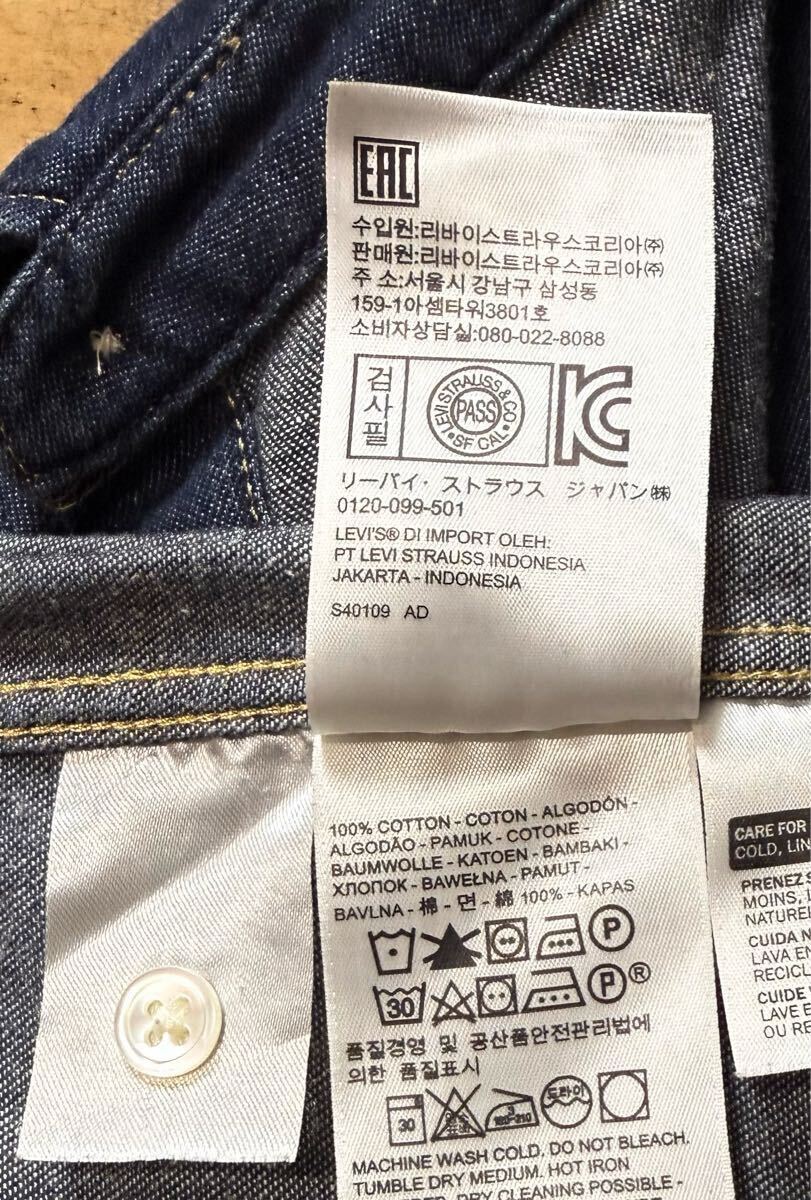 EAC
수입원:리바이스트라우스코리아㈜
판매원:리바이스트라우스코리아㈜
주 소:서울시 강남구 삼성동
159-1아셈타워3801호
소비자상담실:080-022-8088
검사필
LEVI STRAUSS & CO
PASS
SF CAL
KC
リーバイ・ストラウス ジャパン㈱
0120-099-501
LEVI'S® DI IMPORT OLEH:
PT LEVI STRAUSS INDONESIA
JAKARTA - INDONESIA
S40109 AD
100% COTTON - COTON - ALGODÓN -
ALGODÃO - PAMUK - COTONE -
BAUMWOLLE - KATOEN - BAMBAKI -
ХЛОПОК - BAWEŁNA - PAMUT -
BAVLNA - 棉 - 면 - 綿 100% - KAPAS
P
30 P®
품질경영 및 공산품안전관리법에
의한 품질표시
30 3 180-210 드라이
MACHINE WASH COLD. DO NOT BLEACH.
TUMBLE DRY MEDIUM. HOT IRON
DRY CLEANING POSSIBLE -
CARE FOR
COLD, LIN
PRENEZ S
MOINS, L
NATUREL
CUIDA N
LAVA EN
RECICL
CUIDE
LAVE E
OU RE